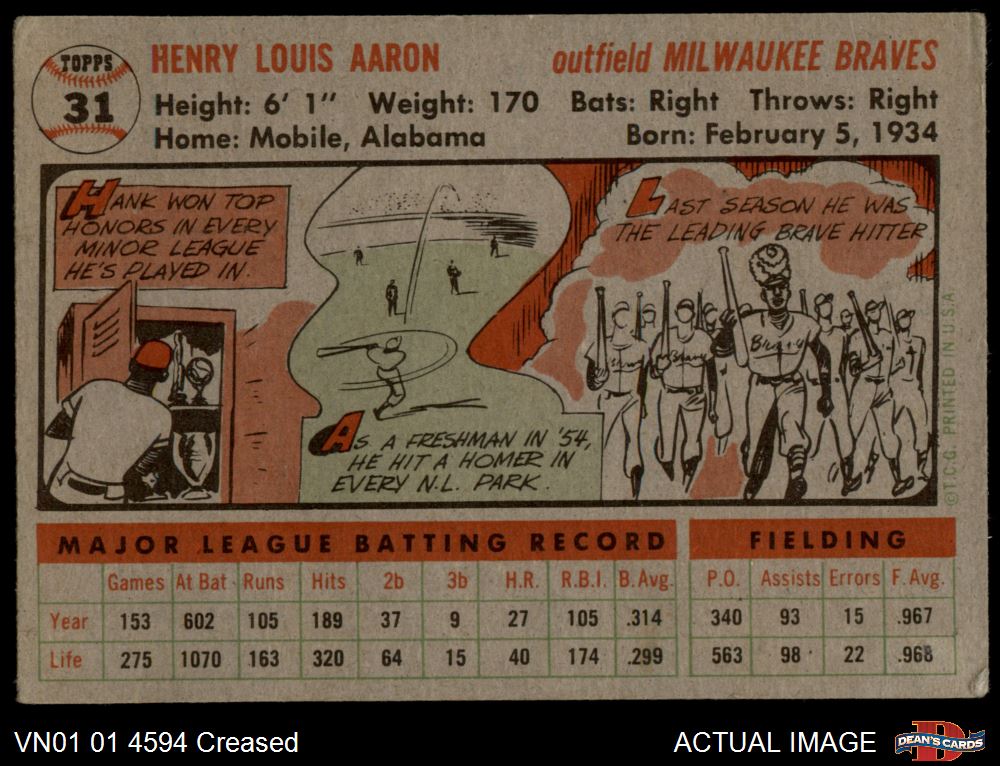 TOPPS
31
HENRY LOUIS AARON outfield MILWAUKEE BRAVES
Height: 6' 1" Weight: 170 Bats: Right Throws: Right
Home: Mobile, Alabama Born: February 5, 1934
HANK WON TOP
HONORS IN EVERY
MINOR LEAGUE
HE'S PLAYED IN.
AS A FRESHMAN IN '54,
HE HIT A HOMER IN
EVERY N.L. PARK.
LAST SEASON HE WAS
THE LEADING BRAVE HITTER
©T.C.G. PRINTED IN U.S.A.
MAJOR LEAGUE BATTING RECORD FIELDING
Games At Bat Runs Hits 2b 3b H.R. R.B.I. B.Avg. P.O. Assists Errors F. Avg.
Year 153 602 105 189 37 9 27 105 .314 340 93 15 .967
Life 275 1070 163 320 64 15 40 174 .299 563 98 22 .968
VN01 01 4594 Creased ACTUAL IMAGE
DEAN'S CARDS